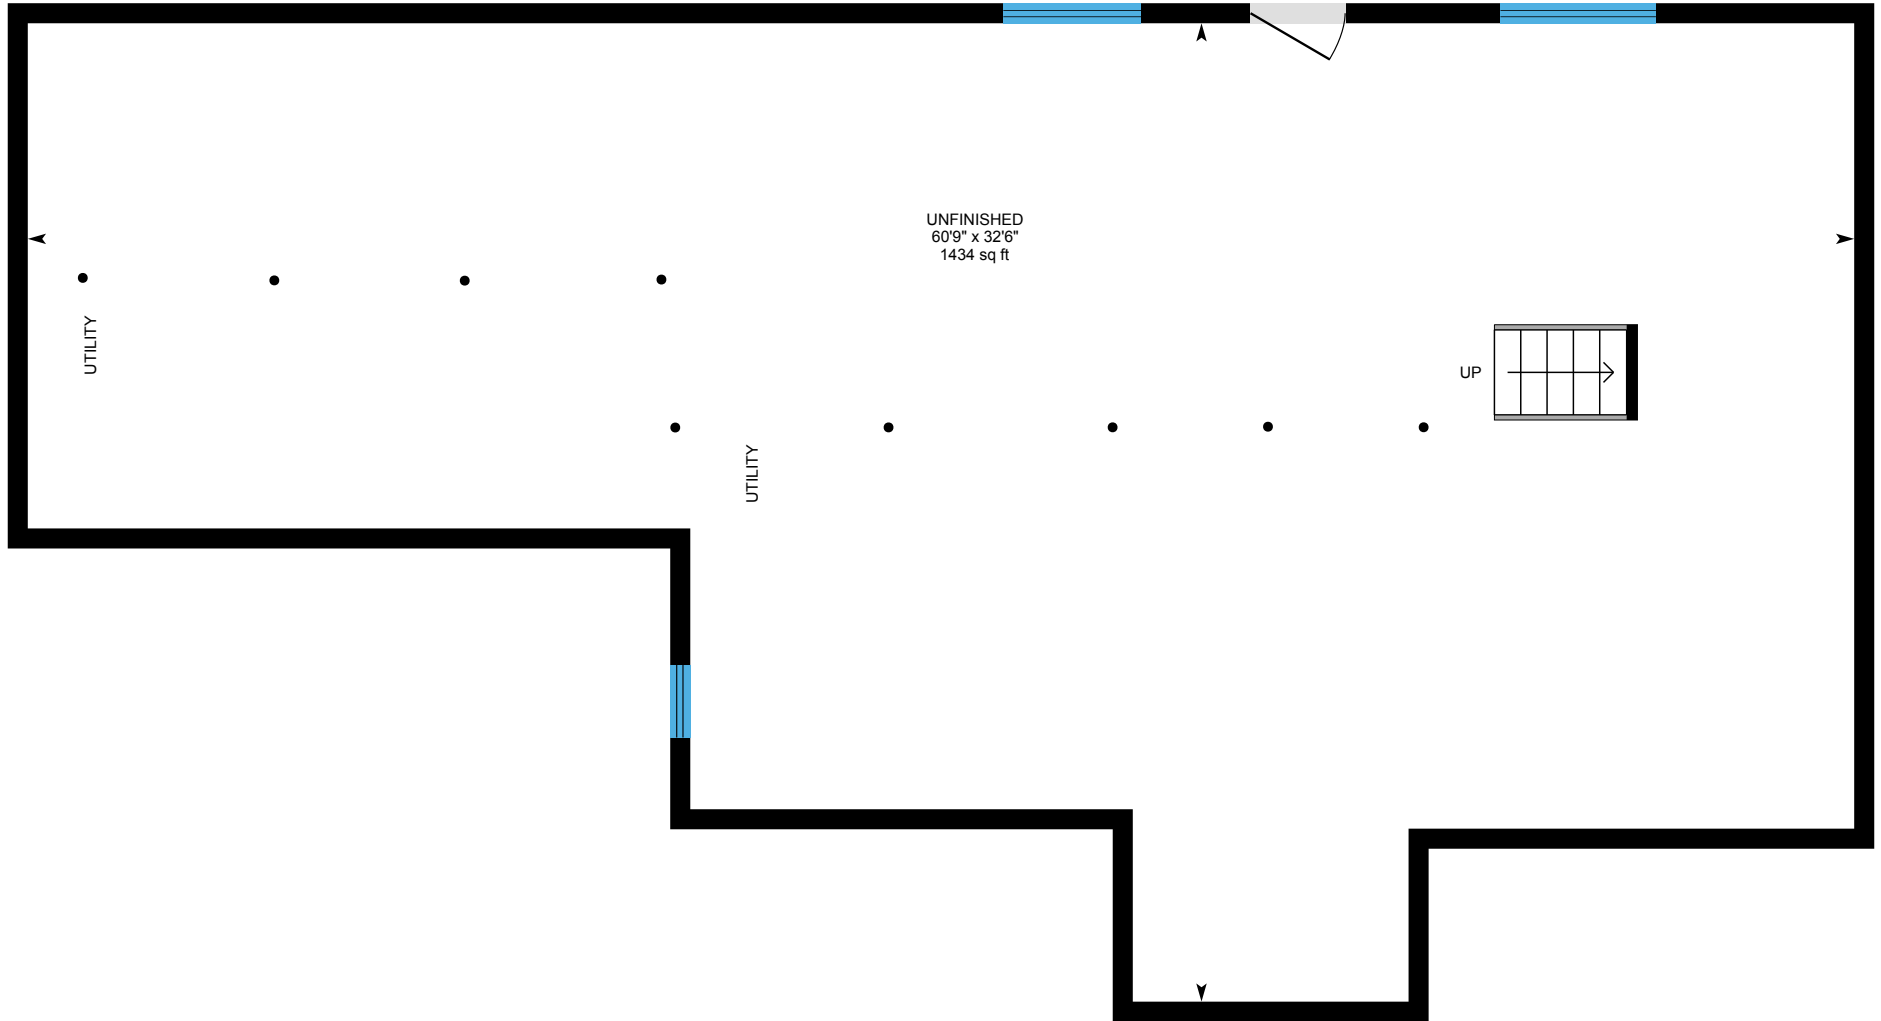 UNFINISHED
60'9" x 32'6"
1434 sq ft
UTILITY
UP
UTILITY